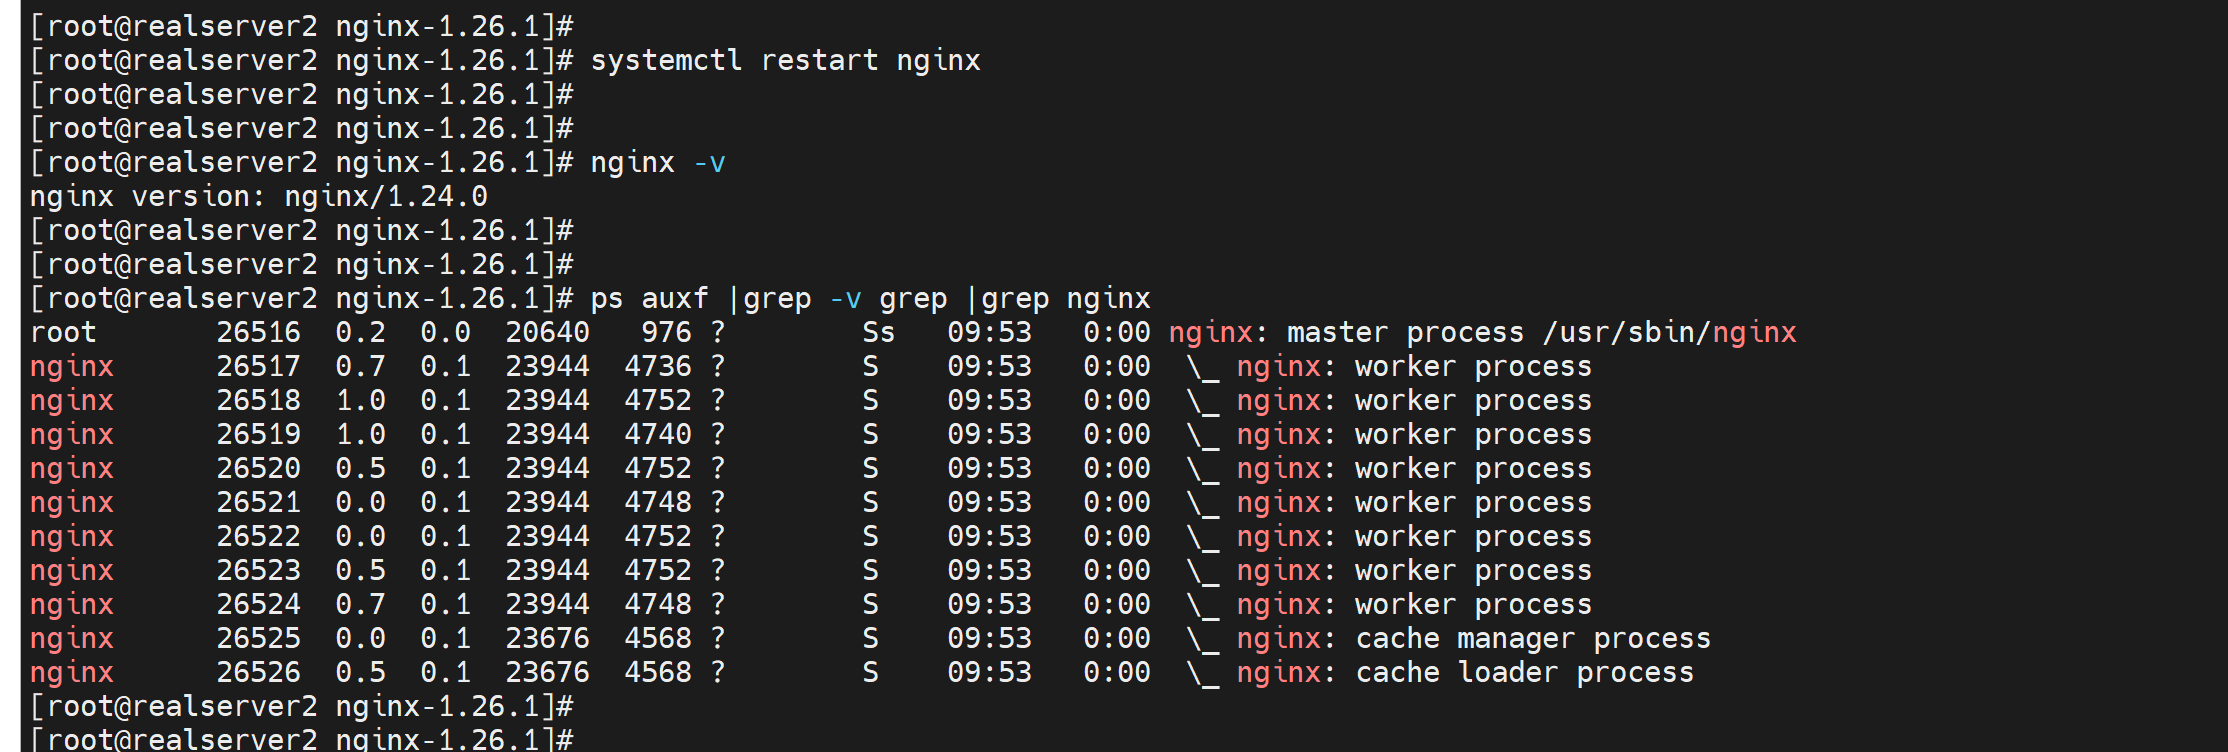 [root@realserver2 nginx-1.26.1]#
[root@realserver2 nginx-1.26.1]# systemctl restart nginx
[root@realserver2 nginx-1.26.1]#
[root@realserver2 nginx-1.26.1]#
[root@realserver2 nginx-1.26.1]# nginx -v
nginx version: nginx/1.24.0
[root@realserver2 nginx-1.26.1]#
[root@realserver2 nginx-1.26.1]#
[root@realserver2 nginx-1.26.1]# ps auxf |grep -v grep |grep nginx
root       26516  0.2  0.0  20640   976 ?        Ss   09:53   0:00 nginx: master process /usr/sbin/nginx
nginx      26517  0.7  0.1  23944  4736 ?        S    09:53   0:00  \_ nginx: worker process
nginx      26518  1.0  0.1  23944  4752 ?        S    09:53   0:00  \_ nginx: worker process
nginx      26519  1.0  0.1  23944  4740 ?        S    09:53   0:00  \_ nginx: worker process
nginx      26520  0.5  0.1  23944  4752 ?        S    09:53   0:00  \_ nginx: worker process
nginx      26521  0.0  0.1  23944  4748 ?        S    09:53   0:00  \_ nginx: worker process
nginx      26522  0.0  0.1  23944  4752 ?        S    09:53   0:00  \_ nginx: worker process
nginx      26523  0.5  0.1  23944  4752 ?        S    09:53   0:00  \_ nginx: worker process
nginx      26524  0.7  0.1  23944  4748 ?        S    09:53   0:00  \_ nginx: worker process
nginx      26525  0.0  0.1  23676  4568 ?        S    09:53   0:00  \_ nginx: cache manager process
nginx      26526  0.5  0.1  23676  4568 ?        S    09:53   0:00  \_ nginx: cache loader process
[root@realserver2 nginx-1.26.1]#
[root@realserver2 nginx-1.26.1]#